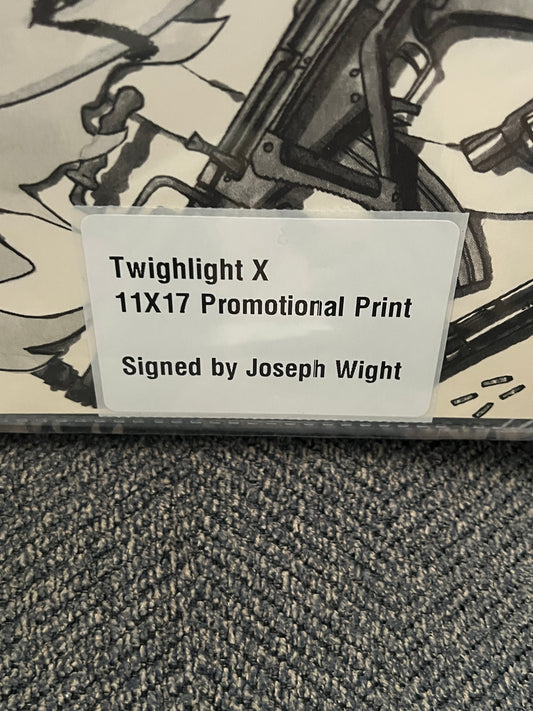 Twighlight X
11X17 Promotional Print
Signed by Joseph Wight